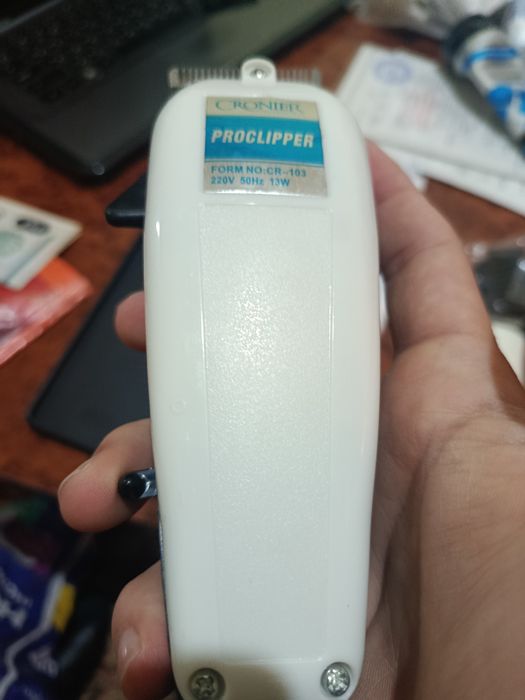 CRONIER
PROCLIPPER
FORM NO:CR-103
220V 50Hz 13W